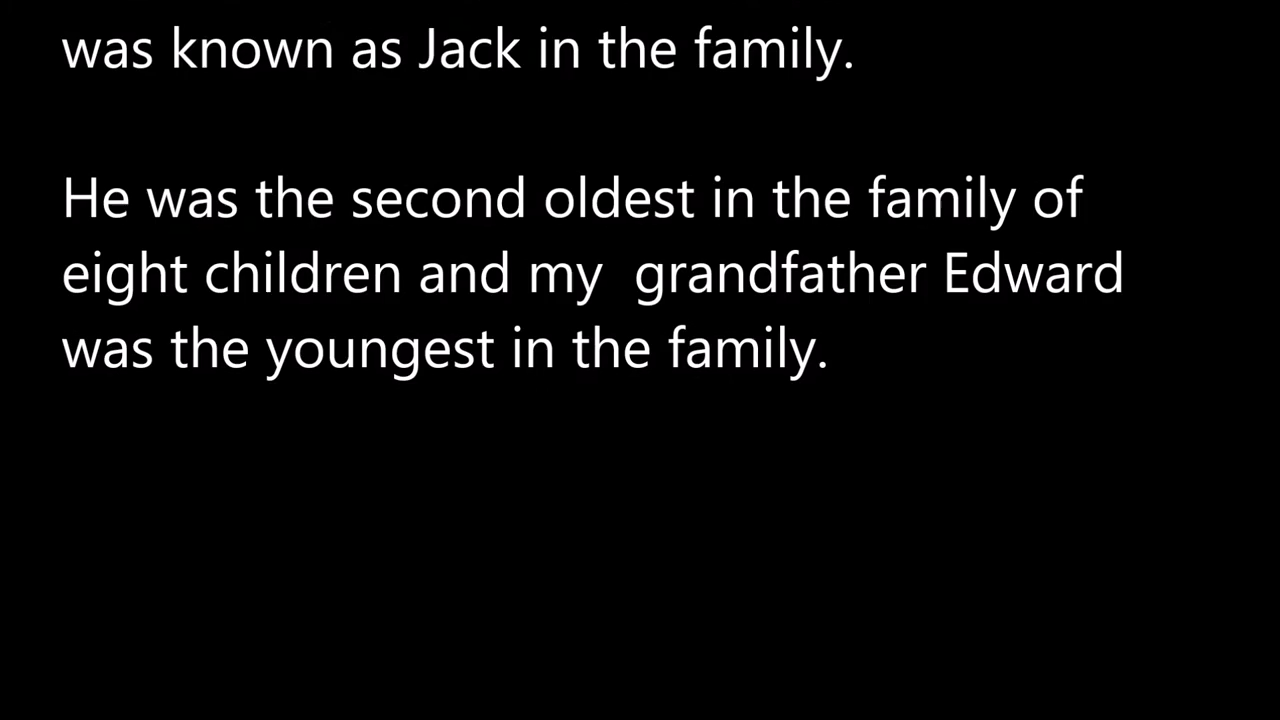 was known as Jack in the family.
He was the second oldest in the family of
eight children and my  grandfather Edward
was the youngest in the family.